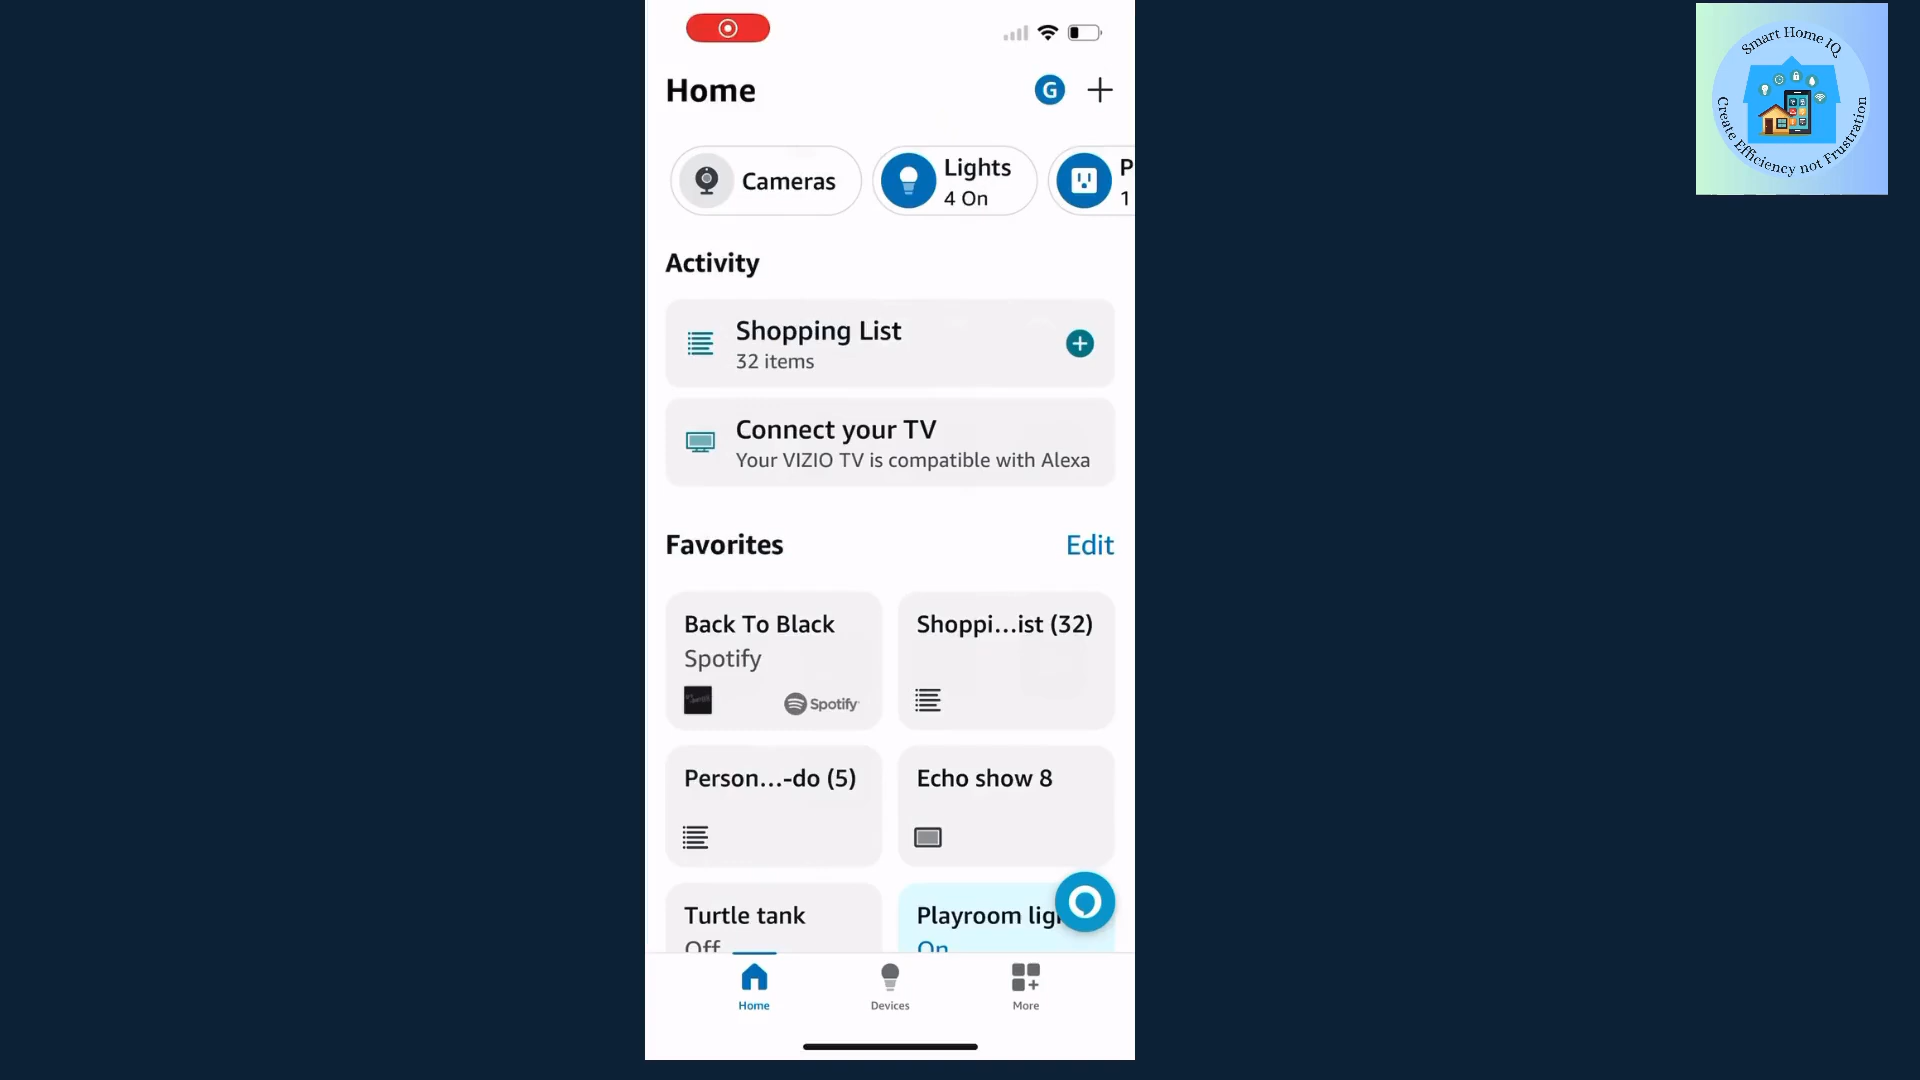 Smart Home IQ
Create Efficiency not Frustration
Home
G
Cameras
Lights
4 On
P
1
Activity
Shopping List
32 items
Connect your TV
Your VIZIO TV is compatible with Alexa
Favorites
Edit
Back To Black
Spotify
Spotify
Shoppi...ist (32)
Person...-do (5)
Echo show 8
Turtle tank
Off
Playroom lig
On
Home
Devices
More